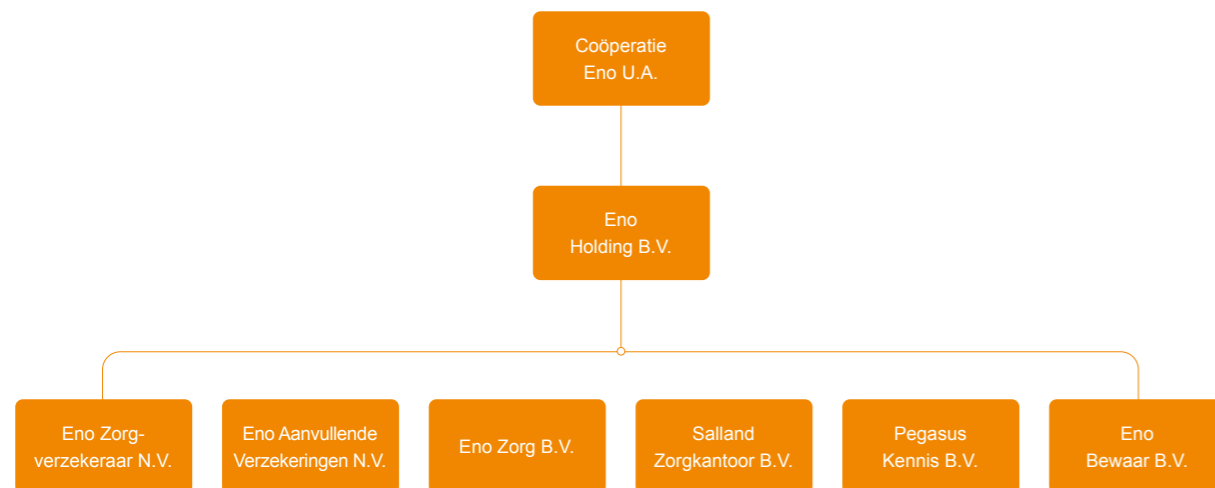 Coöperatie
Eno U.A.
Eno
Holding B.V.
Eno Zorg-
verzekeraar N.V.
Eno Aanvullende
Verzekeringen N.V.
Eno Zorg B.V.
Salland
Zorgkantoor B.V.
Pegasus
Kennis B.V.
Eno
Bewaar B.V.